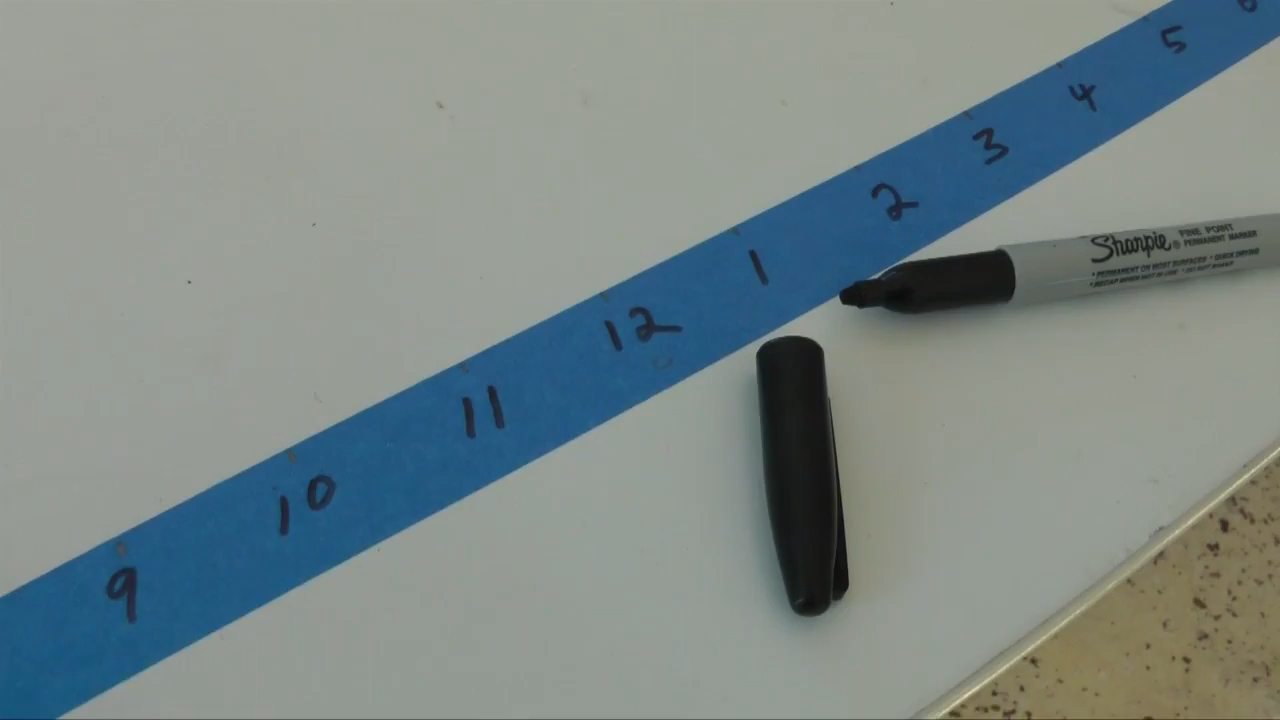 9 10 11 12 1 2 3 4 5 6
Sharpie® FINE POINT
PERMANENT MARKER
• PERMANENT ON MOST SURFACES • QUICK DRYING